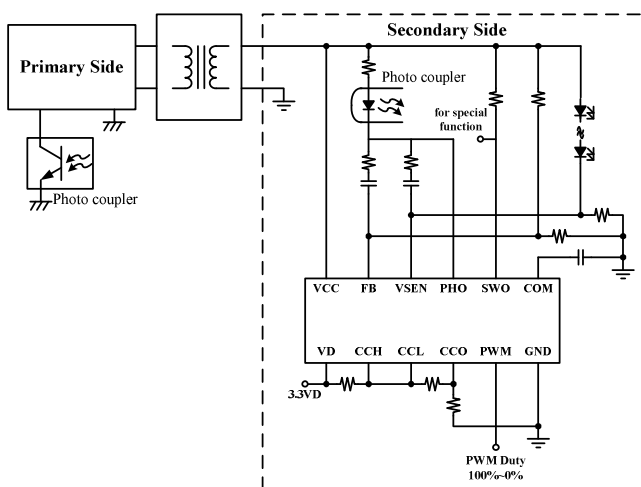 Secondary Side
Primary Side
Photo coupler
for special
function
Photo coupler
VCC FB VSEN PHO SWO COM
VD CCH CCL CCO PWM GND
3.3VD
PWM Duty
100%~0%